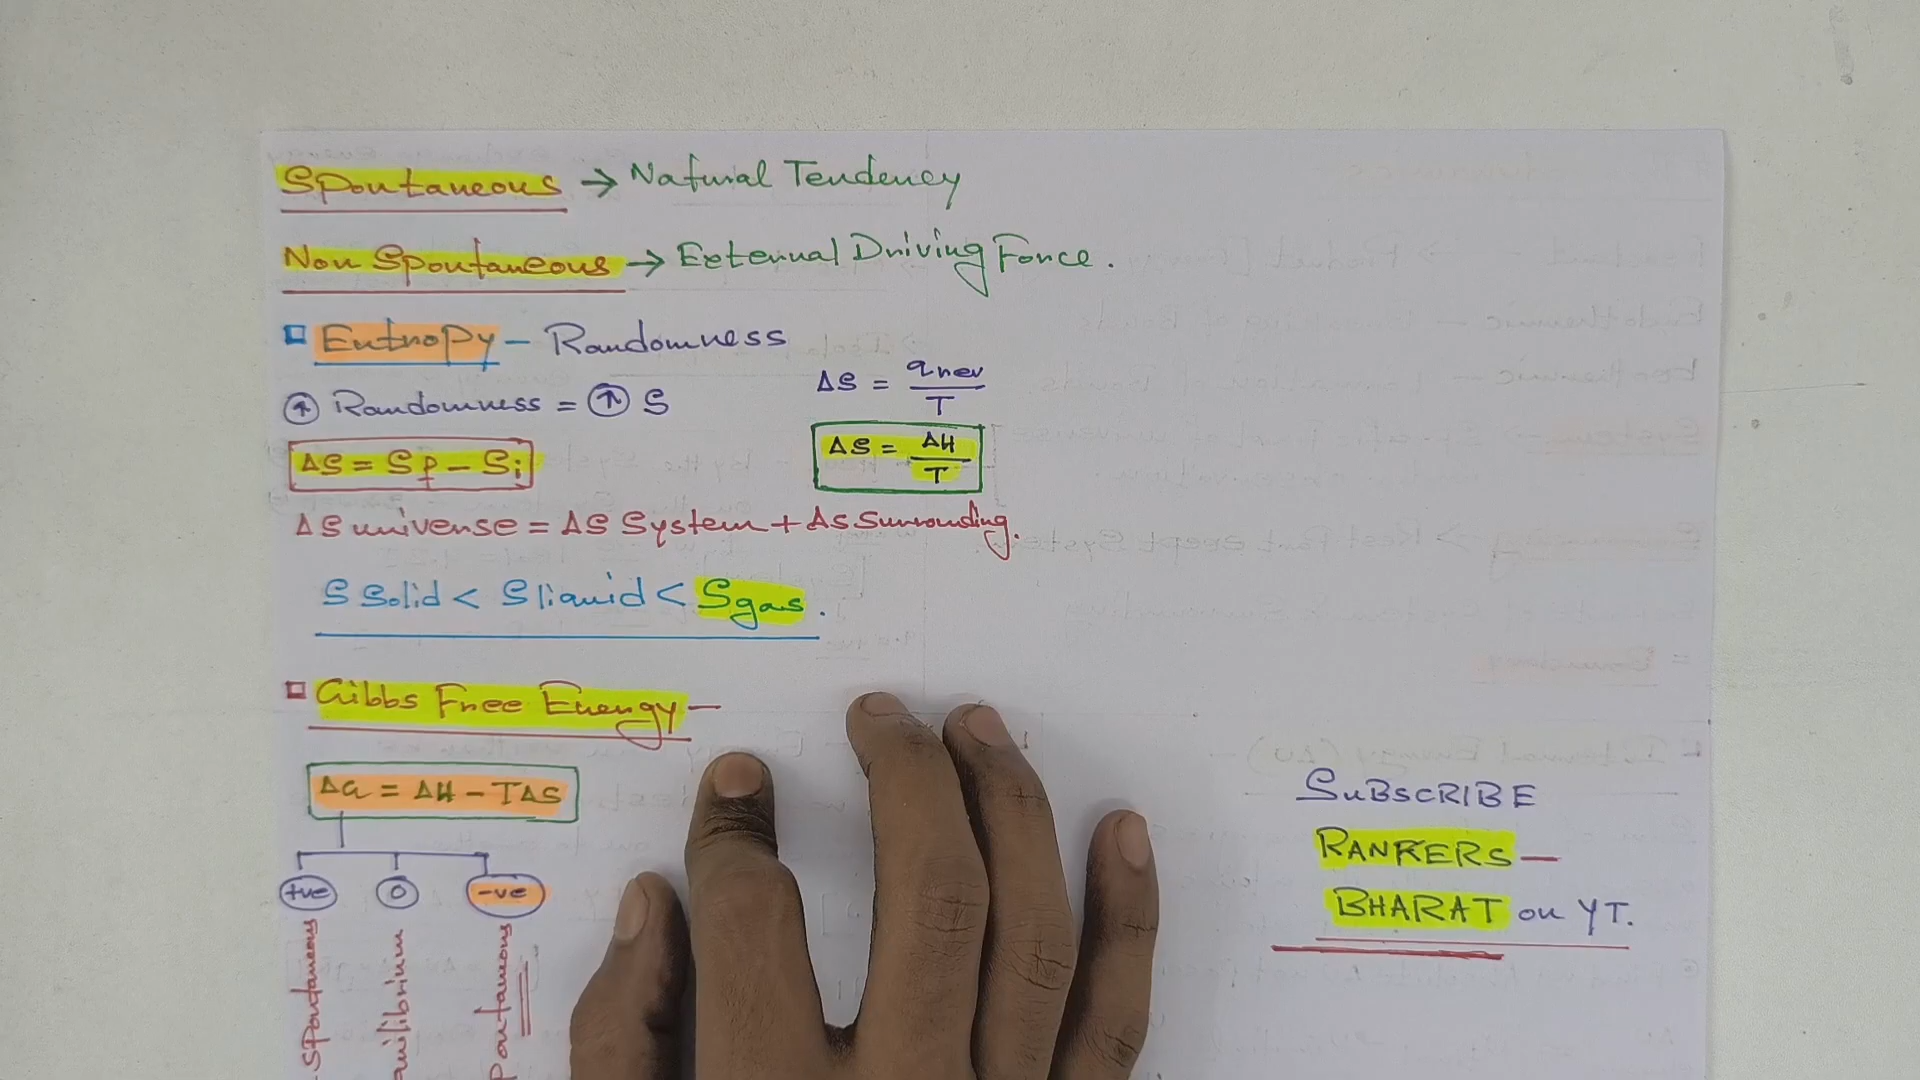 Spontaneous → Natural Tendency
Non Spontaneous → External Driving Force.
Entropy - Randomness
↑ Randomness = ↑ S
ΔS = qrev / T
ΔS = Sf - Si
ΔS = ΔH / T
ΔS universe = ΔS System + ΔS Surrounding.
S Solid < S liquid < S gas.
Gibbs Free Energy -
ΔG = ΔH - TΔS
+ve 0 -ve
SUBSCRIBE
RANKERS -
BHARAT on YT.